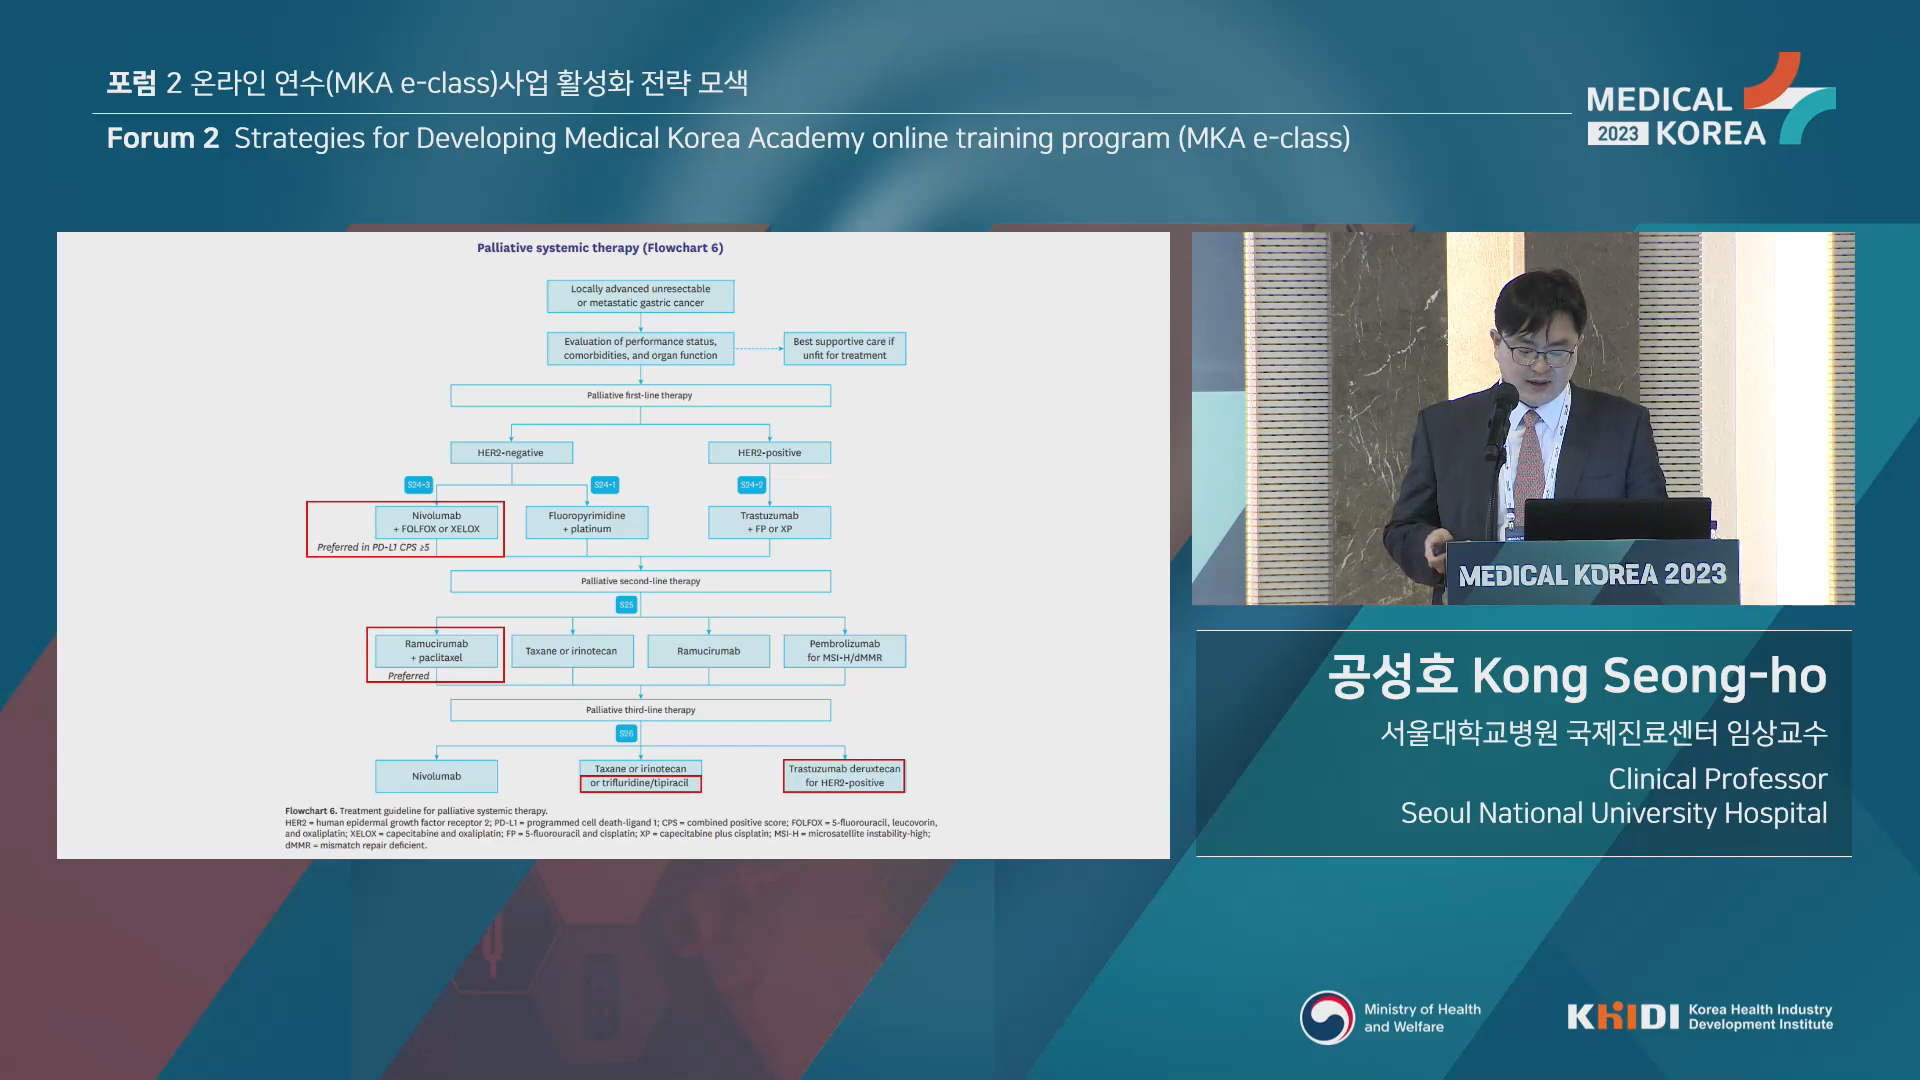 포럼 2 온라인 연수(MKA e-class)사업 활성화 전략 모색
Forum 2 Strategies for Developing Medical Korea Academy online training program (MKA e-class)
MEDICAL
2023 KOREA
Palliative systemic therapy (Flowchart 6)
Locally advanced unresectable
or metastatic gastric cancer
Evaluation of performance status,
comorbidities, and organ function
Best supportive care if
unfit for treatment
Palliative first-line therapy
HER2-negative
HER2-positive
S24-3
S24-1
S24-2
Nivolumab
+ FOLFOX or XELOX
Preferred in PD-L1 CPS ≥5
Fluoropyrimidine
+ platinum
Trastuzumab
+ FP or XP
Palliative second-line therapy
S25
Ramucirumab
+ paclitaxel
Preferred
Taxane or irinotecan
Ramucirumab
Pembrolizumab
for MSI-H/dMMR
Palliative third-line therapy
S26
Nivolumab
Taxane or irinotecan
or trifluridine/tipiracil
Trastuzumab deruxtecan
for HER2-positive
Flowchart 6. Treatment guideline for palliative systemic therapy.
HER2 = human epidermal growth factor receptor 2; PD-L1 = programmed cell death-ligand 1; CPS = combined positive score; FOLFOX = 5-fluorouracil, leucovorin,
and oxaliplatin; XELOX = capecitabine and oxaliplatin; FP = 5-fluorouracil and cisplatin; XP = capecitabine plus cisplatin; MSI-H = microsatellite instability-high;
dMMR = mismatch repair deficient.
MEDICAL KOREA 2023
공성호 Kong Seong-ho
서울대학교병원 국제진료센터 임상교수
Clinical Professor
Seoul National University Hospital
Ministry of Health
and Welfare
KHIDI
Korea Health Industry
Development Institute